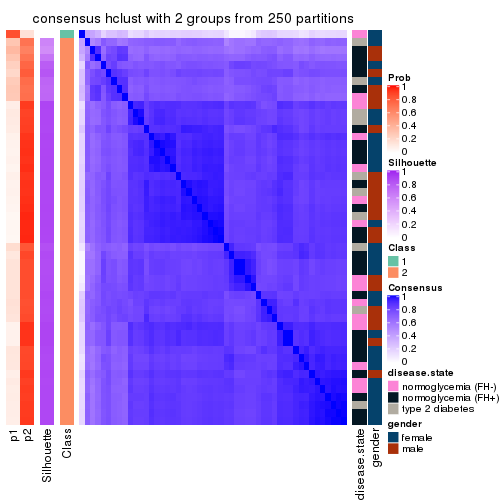 consensus hclust with 2 groups from 250 partitions
Prob
1
0.8
0.6
0.4
0.2
0
Silhouette
1
0.8
0.6
0.4
0.2
0
Class
1
2
Consensus
1
0.8
0.6
0.4
0.2
0
disease.state
normoglycemia (FH-)
normoglycemia (FH+)
type 2 diabetes
gender
female
male
p1
p2
Silhouette
Class
disease.state
gender